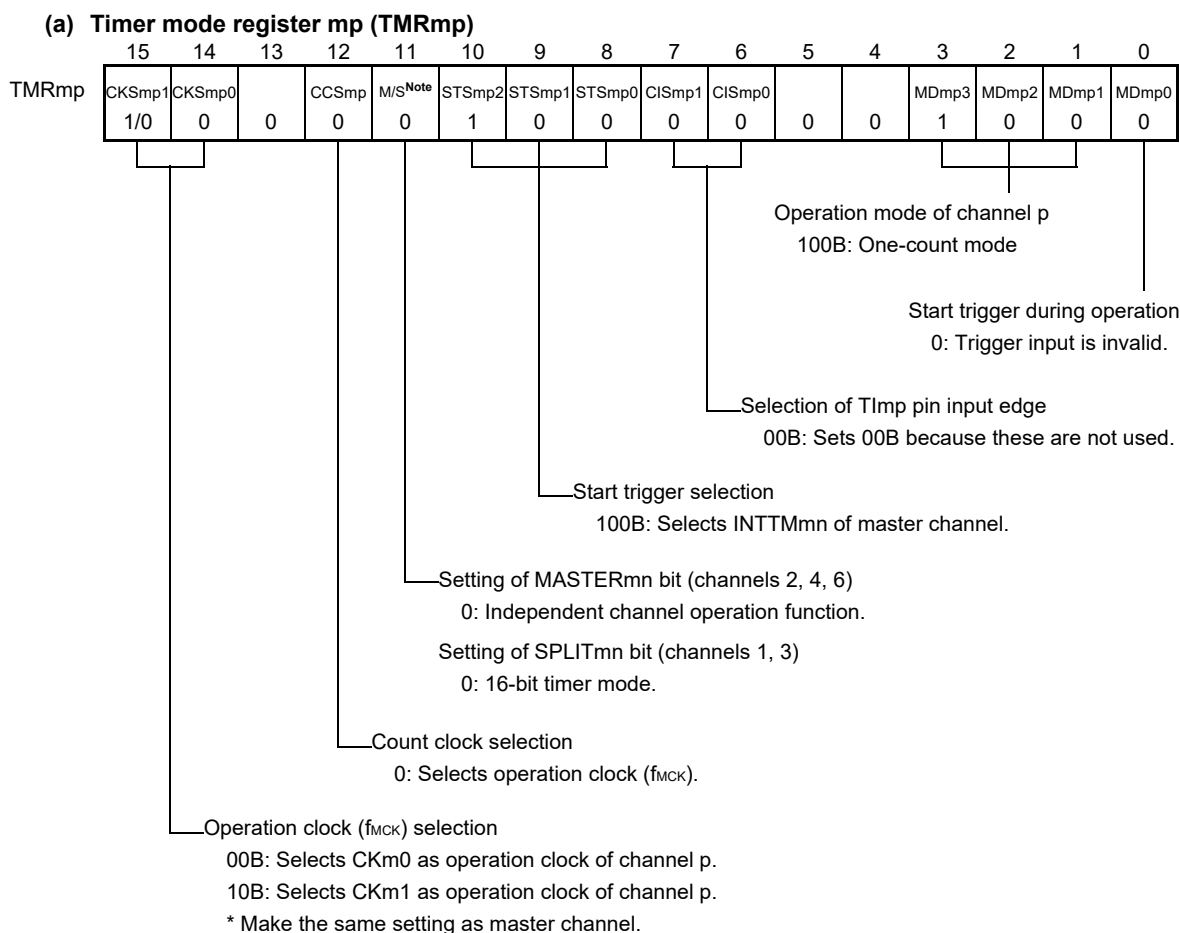 (a) Timer mode register mp (TMRmp)
15 14 13 12 11 10 9 8 7 6 5 4 3 2 1 0
TMRmp CKSmp1 CKSmp0 CCSmp M/SNote STSmp2 STSmp1 STSmp0 CISmp1 CISmp0 MDmp3 MDmp2 MDmp1 MDmp0
1/0 0 0 0 0 1 0 0 0 0 0 0 1 0 0 0
Operation mode of channel p
100B: One-count mode
Start trigger during operation
0: Trigger input is invalid.
Selection of TImp pin input edge
00B: Sets 00B because these are not used.
Start trigger selection
100B: Selects INTTMmn of master channel.
Setting of MASTERmn bit (channels 2, 4, 6)
0: Independent channel operation function.
Setting of SPLITmn bit (channels 1, 3)
0: 16-bit timer mode.
Count clock selection
0: Selects operation clock (fMCK).
Operation clock (fMCK) selection
00B: Selects CKm0 as operation clock of channel p.
10B: Selects CKm1 as operation clock of channel p.
* Make the same setting as master channel.